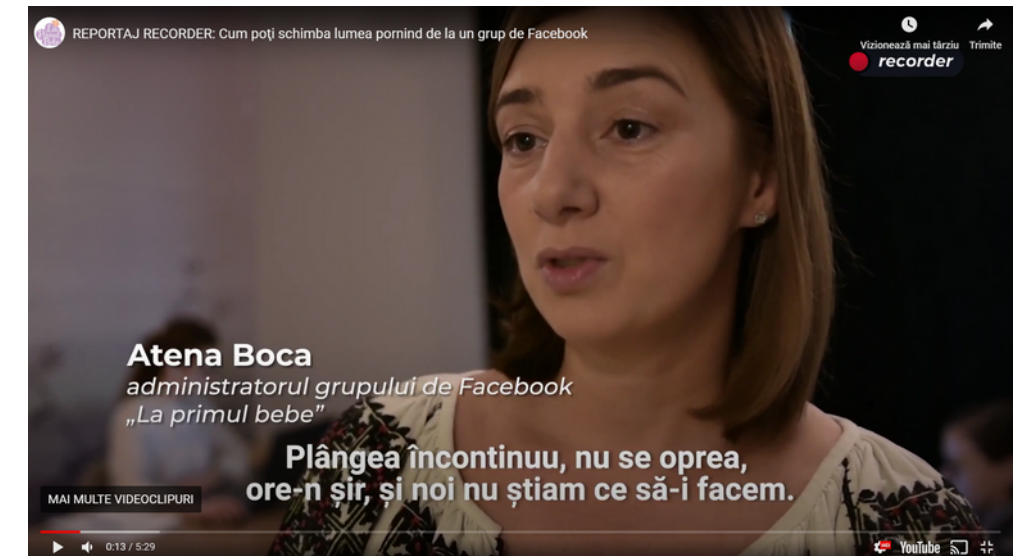 REPORTAJ RECORDER: Cum poţi schimba lumea pornind de la un grup de Facebook
Vizionează mai târziu
Trimite
recorder
Atena Boca
administratorul grupului de Facebook
„La primul bebe”
Plângea încontinuu, nu se oprea,
ore-n șir, și noi nu știam ce să-i facem.
MAI MULTE VIDEOCLIPURI
0:13 / 5:29
YouTube